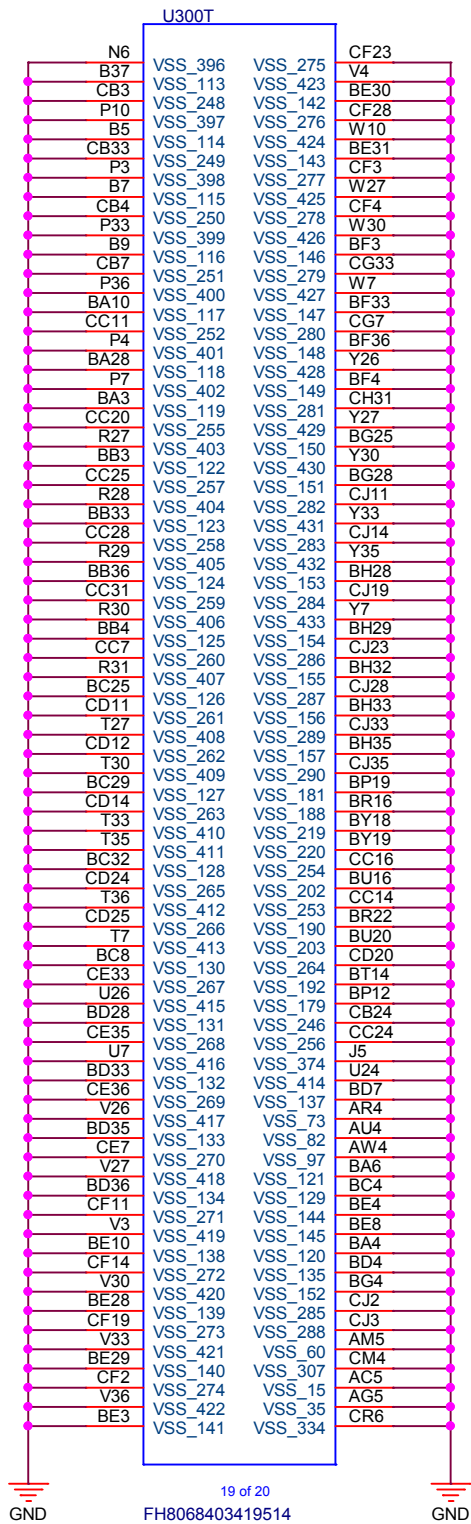 U300T
N6 VSS_396 VSS_275 CF23
B37 VSS_113 VSS_423 V4
CB3 VSS_248 VSS_142 BE30
P10 VSS_397 VSS_276 CF28
B5 VSS_114 VSS_424 W10
CB33 VSS_249 VSS_143 BE31
P3 VSS_398 VSS_277 CF3
B7 VSS_115 VSS_425 W27
CB4 VSS_250 VSS_278 CF4
P33 VSS_399 VSS_426 W30
B9 VSS_116 VSS_146 BF3
CB7 VSS_251 VSS_279 CG33
P36 VSS_400 VSS_427 W7
BA10 VSS_117 VSS_147 BF33
CC11 VSS_252 VSS_280 CG7
P4 VSS_401 VSS_148 BF36
BA28 VSS_118 VSS_428 Y26
P7 VSS_402 VSS_149 BF4
BA3 VSS_119 VSS_281 CH31
CC20 VSS_255 VSS_429 Y27
R27 VSS_403 VSS_150 BG25
BB3 VSS_122 VSS_430 Y30
CC25 VSS_257 VSS_151 BG28
R28 VSS_404 VSS_282 CJ11
BB33 VSS_123 VSS_431 Y33
CC28 VSS_258 VSS_283 CJ14
R29 VSS_405 VSS_432 Y35
BB36 VSS_124 VSS_153 BH28
CC31 VSS_259 VSS_284 CJ19
R30 VSS_406 VSS_433 Y7
BB4 VSS_125 VSS_154 BH29
CC7 VSS_260 VSS_286 CJ23
R31 VSS_407 VSS_155 BH32
BC25 VSS_126 VSS_287 CJ28
CD11 VSS_261 VSS_156 BH33
T27 VSS_408 VSS_289 CJ33
CD12 VSS_262 VSS_157 BH35
T30 VSS_409 VSS_290 CJ35
BC29 VSS_127 VSS_181 BP19
CD14 VSS_263 VSS_188 BR16
T33 VSS_410 VSS_219 BY18
T35 VSS_411 VSS_220 BY19
BC32 VSS_128 VSS_254 CC16
CD24 VSS_265 VSS_202 BU16
T36 VSS_412 VSS_253 CC14
CD25 VSS_266 VSS_190 BR22
T7 VSS_413 VSS_203 BU20
BC8 VSS_130 VSS_264 CD20
CE33 VSS_267 VSS_192 BT14
U26 VSS_415 VSS_179 BP12
BD28 VSS_131 VSS_246 CB24
CE35 VSS_268 VSS_256 CC24
U7 VSS_416 VSS_374 J5
BD33 VSS_132 VSS_414 U24
CE36 VSS_269 VSS_137 BD7
V26 VSS_417 VSS_73 AR4
BD35 VSS_133 VSS_82 AU4
CE7 VSS_270 VSS_97 AW4
V27 VSS_418 VSS_121 BA6
BD36 VSS_134 VSS_129 BC4
CF11 VSS_271 VSS_144 BE4
V3 VSS_419 VSS_145 BE8
BE10 VSS_138 VSS_120 BA4
CF14 VSS_272 VSS_135 BD4
V30 VSS_420 VSS_152 BG4
BE28 VSS_139 VSS_285 CJ2
CF19 VSS_273 VSS_288 CJ3
V33 VSS_421 VSS_60 AM5
BE29 VSS_140 VSS_307 CM4
CF2 VSS_274 VSS_15 AC5
V36 VSS_422 VSS_35 AG5
BE3 VSS_141 VSS_334 CR6
19 of 20
GND FH8068403419514 GND